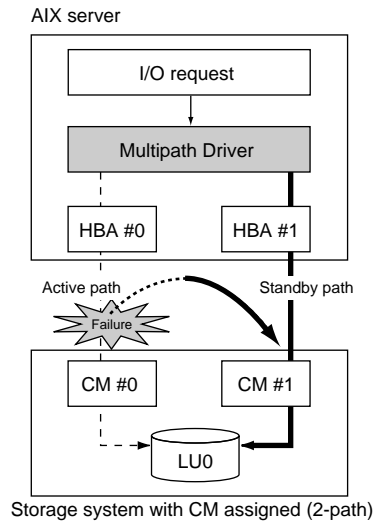 AIX server
I/O request
Multipath Driver
HBA #0
HBA #1
Active path
Standby path
Failure
CM #0
CM #1
LU0
Storage system with CM assigned (2-path)